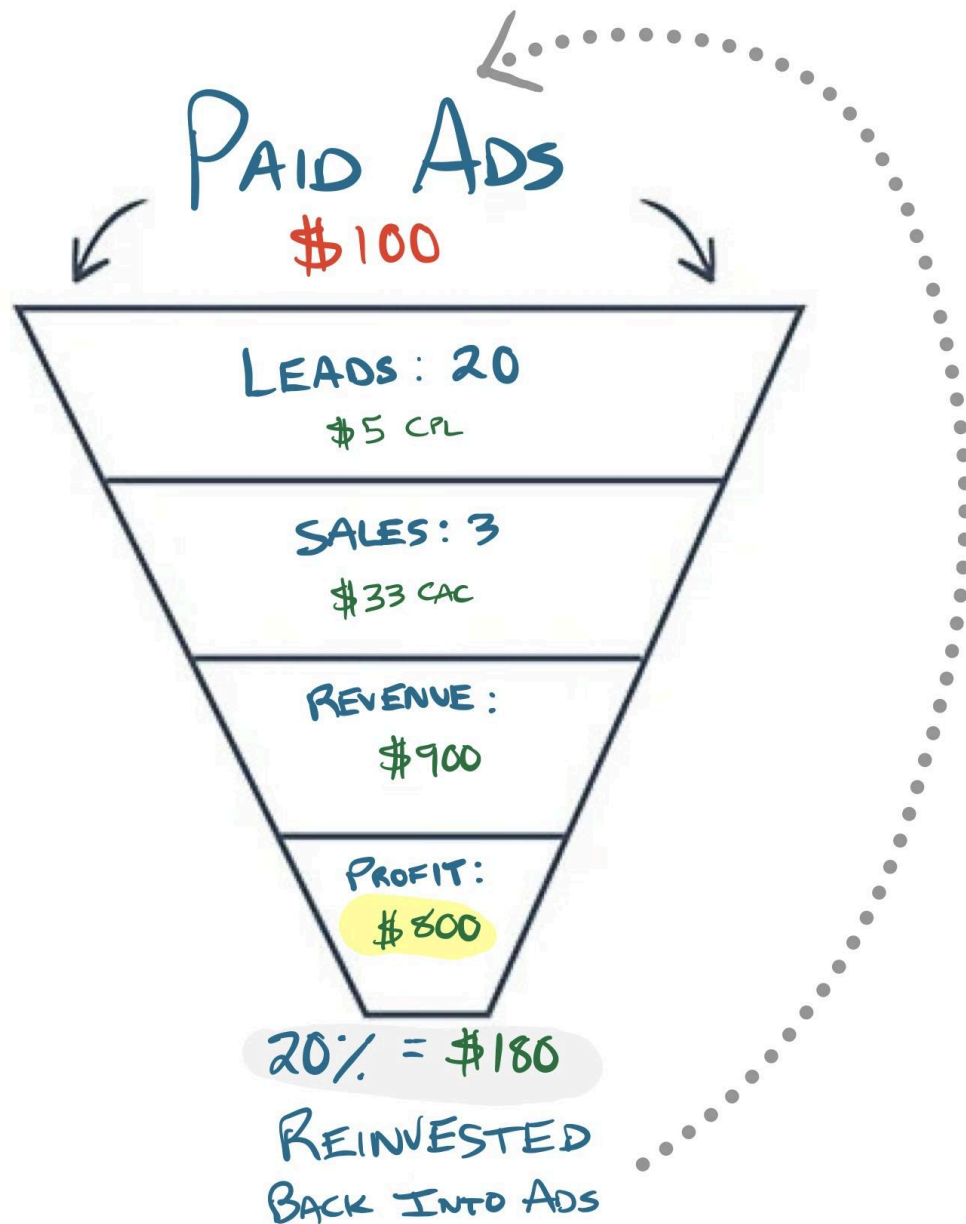 PAID ADS
$100
LEADS: 20
$5 CPL
SALES: 3
$33 CAC
REVENUE:
$900
PROFIT:
$800
20% = $180
REINVESTED
BACK INTO ADS